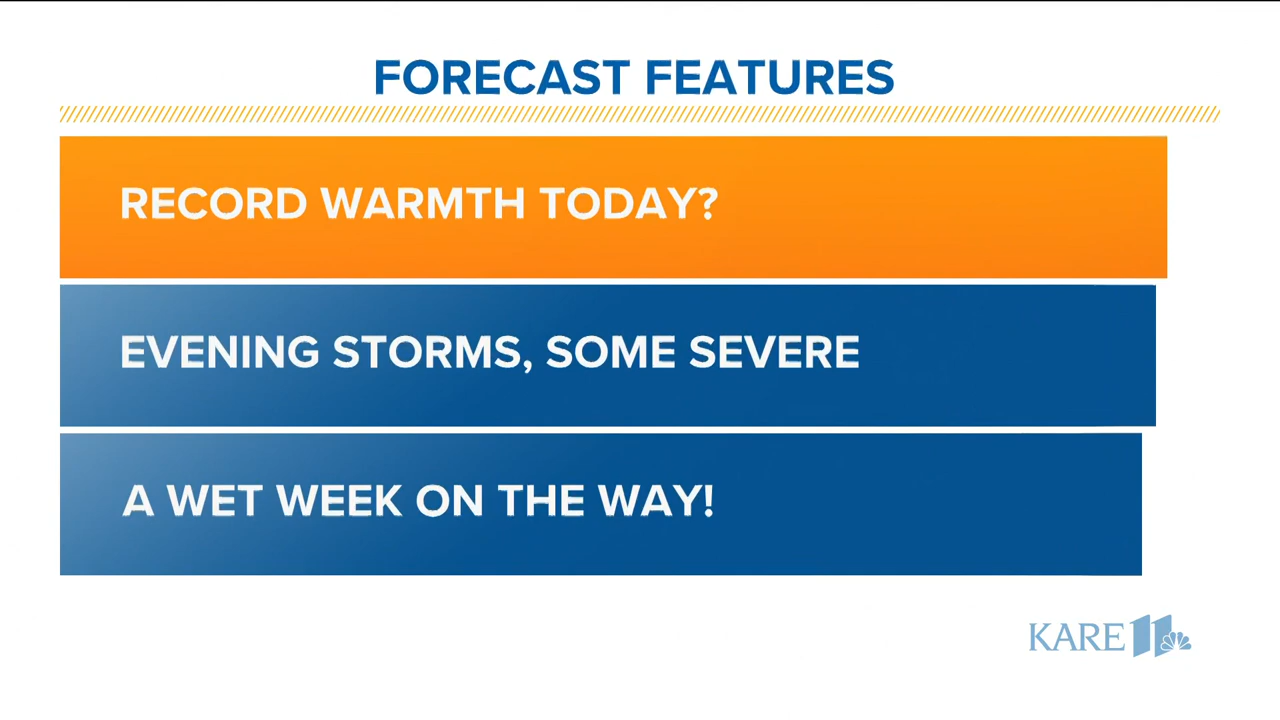 FORECAST FEATURES
RECORD WARMTH TODAY?
EVENING STORMS, SOME SEVERE
A WET WEEK ON THE WAY!
KARE 11